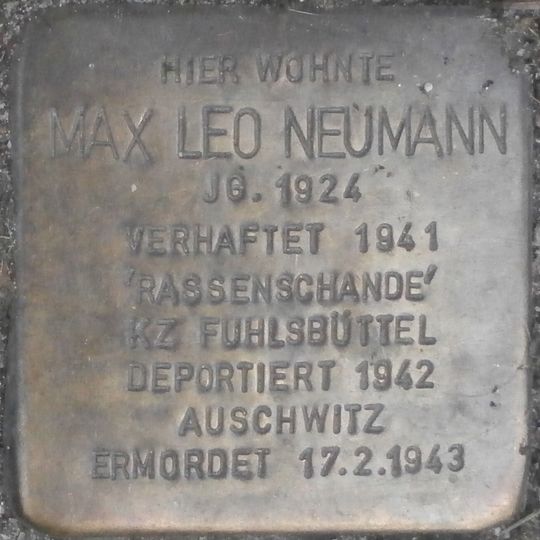 HIER WOHNTE
MAX LEO NEUMANN
JG. 1924
VERHAFTET 1941
'RASSENSCHANDE'
KZ FUHLSBÜTTEL
DEPORTIERT 1942
AUSCHWITZ
ERMORDET 17.2.1943